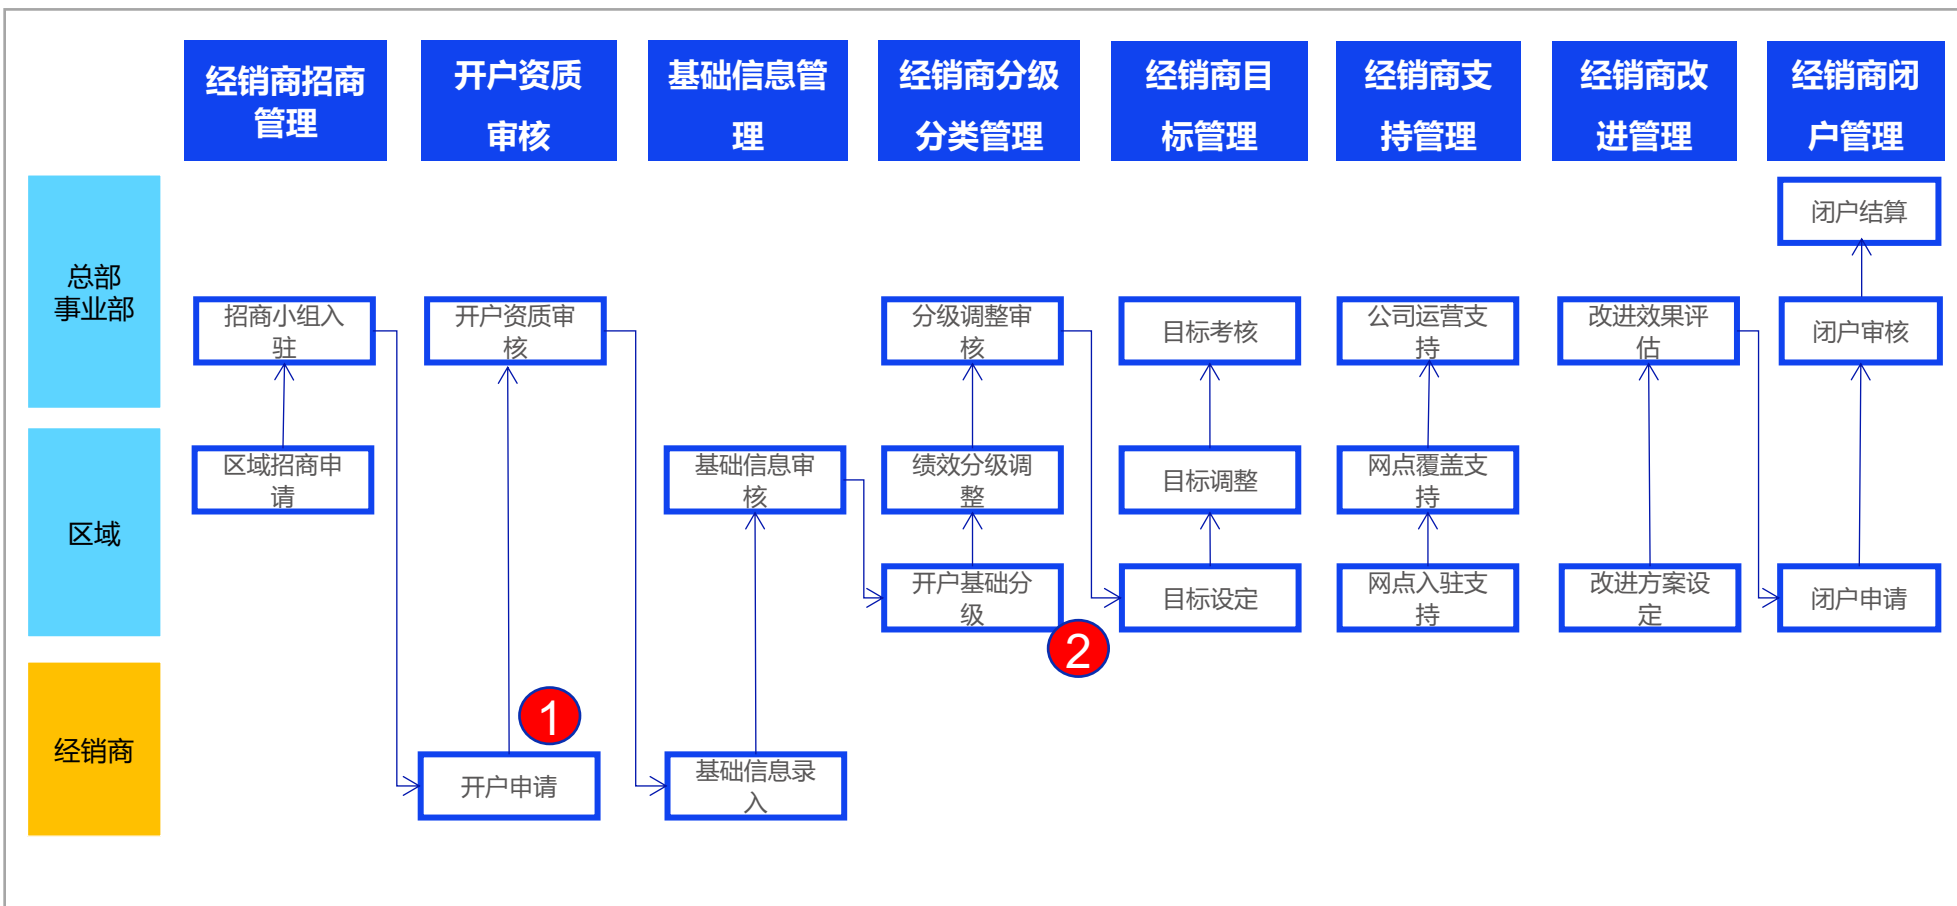 经销商招商
管理
开户资质
审核
基础信息管
理
经销商分级
分类管理
经销商目
标管理
经销商支
持管理
经销商改
进管理
经销商闭
户管理
总部
事业部
闭户结算
招商小组入
驻
开户资质审
核
分级调整审
核
目标考核
公司运营支
持
改进效果评
估
闭户审核
区域
区域招商申
请
基础信息审
核
绩效分级调
整
目标调整
网点覆盖支
持
开户基础分
级
目标设定
网点入驻支
持
改进方案设
定
闭户申请
2
经销商
1
开户申请
基础信息录
入